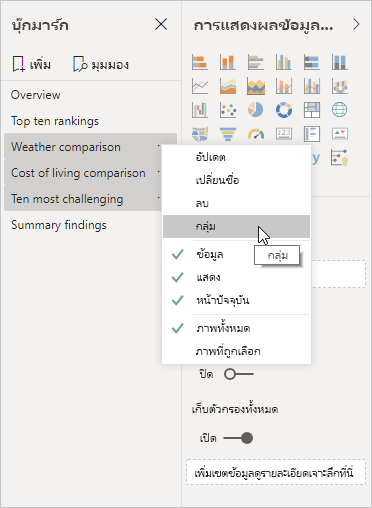 บุ๊กมาร์ก
เพิ่ม
มุมมอง
Overview
Top ten rankings
Weather comparison
Cost of living comparison
Ten most challenging
Summary findings
การแสดงผลข้อมูล...
123
อัปเดต
เปลี่ยนชื่อ
ลบ
กลุ่ม
ข้อมูล
แสดง
หน้าปัจจุบัน
ภาพทั้งหมด
ภาพที่ถูกเลือก
กลุ่ม
ปิด
เก็บตัวกรองทั้งหมด
เปิด
เพิ่มเขตข้อมูลดูรายละเอียดเจาะลึกที่นี่